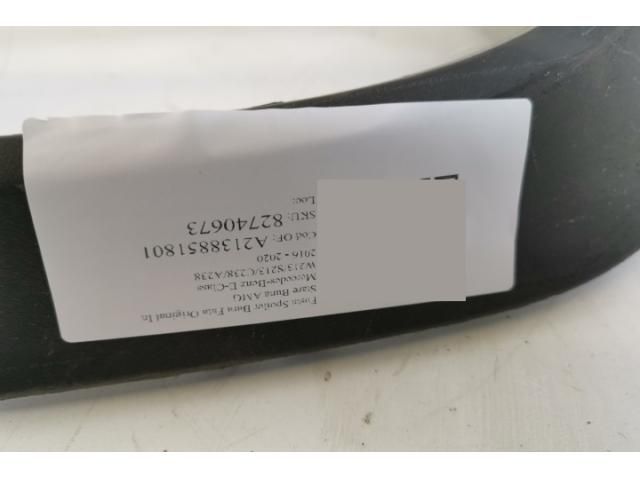 Fusta Spoiler Bara Fata Original In
Stare Buna AMG
Mercedes-Benz E-Class
W213/S213/C238/A238
2016 - 2020
Cod OF: A2138851801
SKU: 82740673
Loc: